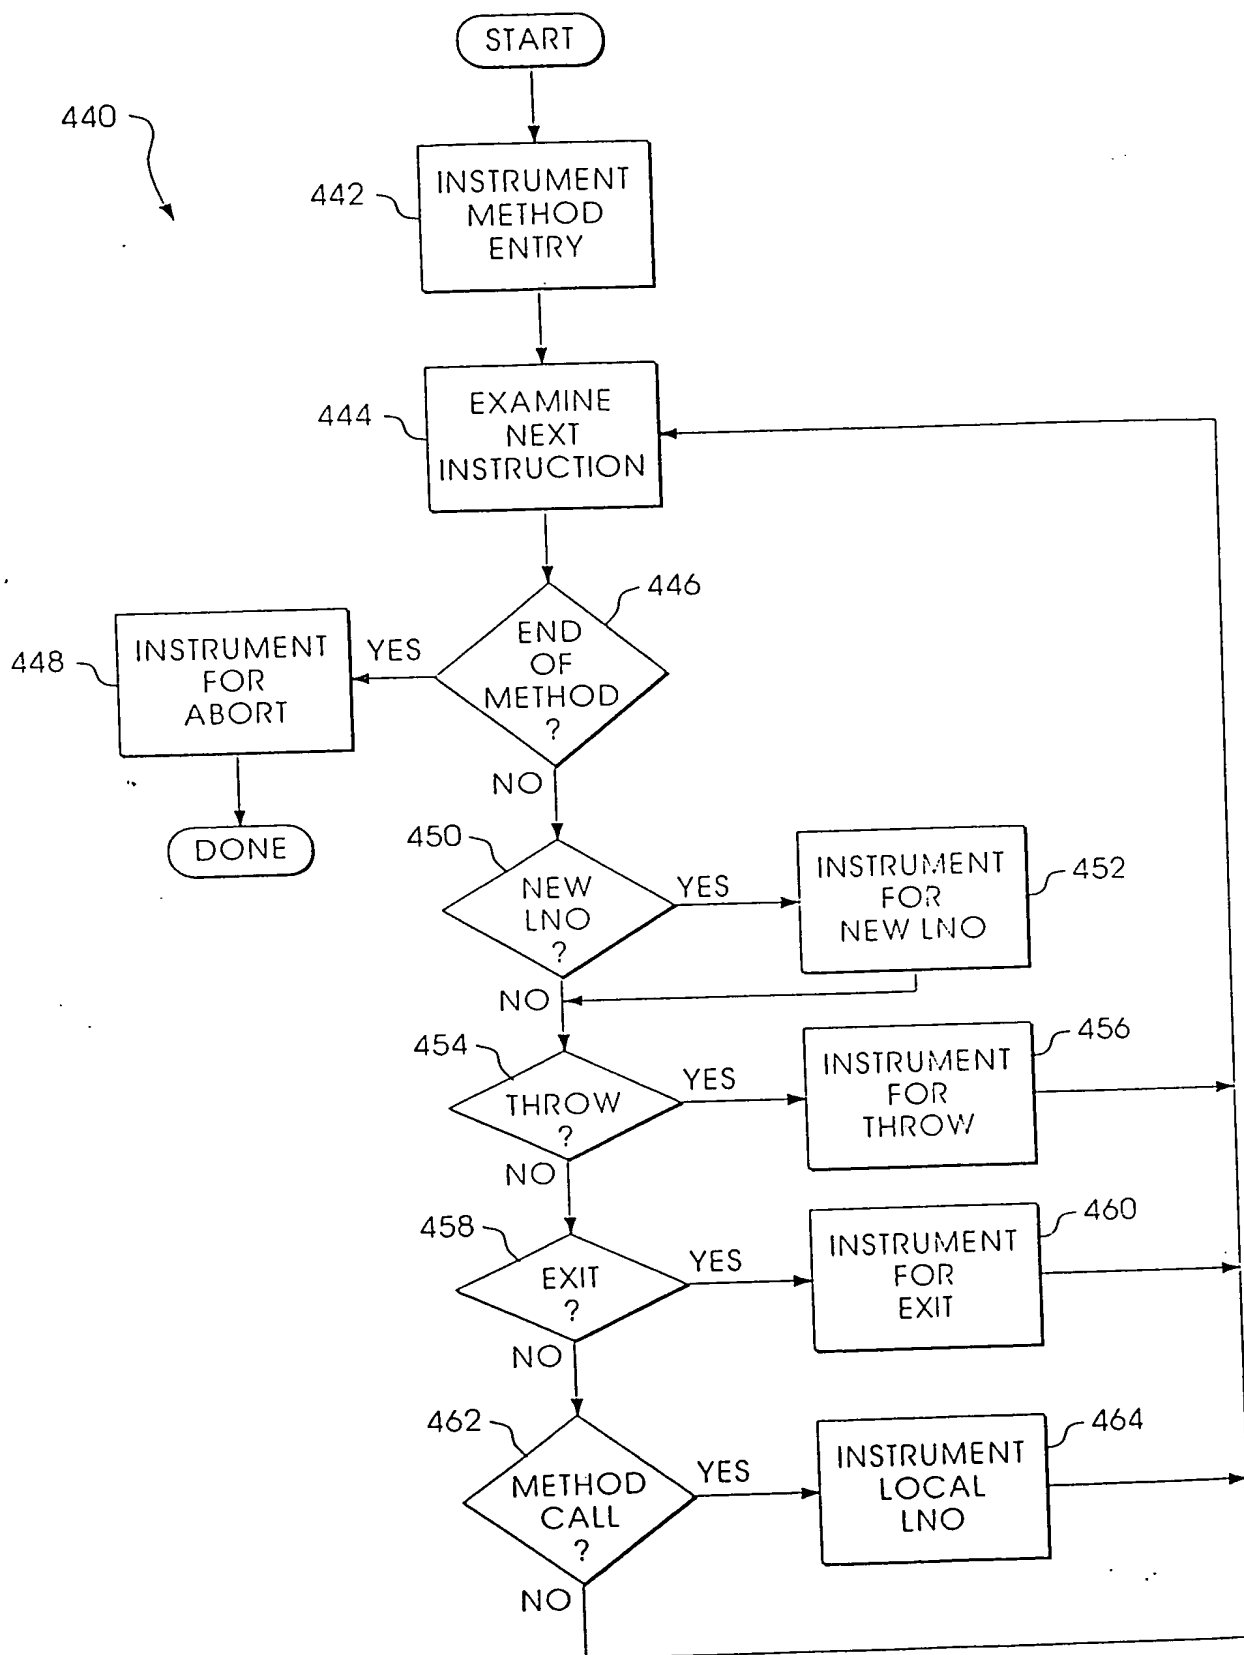 START
440
442
INSTRUMENT
METHOD
ENTRY
444
EXAMINE
NEXT
INSTRUCTION
446
END
OF
METHOD
?
YES
448
INSTRUMENT
FOR
ABORT
DONE
NO
450
NEW
LNO
?
YES
INSTRUMENT
FOR
NEW LNO
452
NO
454
THROW
?
YES
INSTRUMENT
FOR
THROW
456
NO
458
EXIT
?
YES
INSTRUMENT
FOR
EXIT
460
NO
462
METHOD
CALL
?
YES
INSTRUMENT
LOCAL
LNO
464
NO